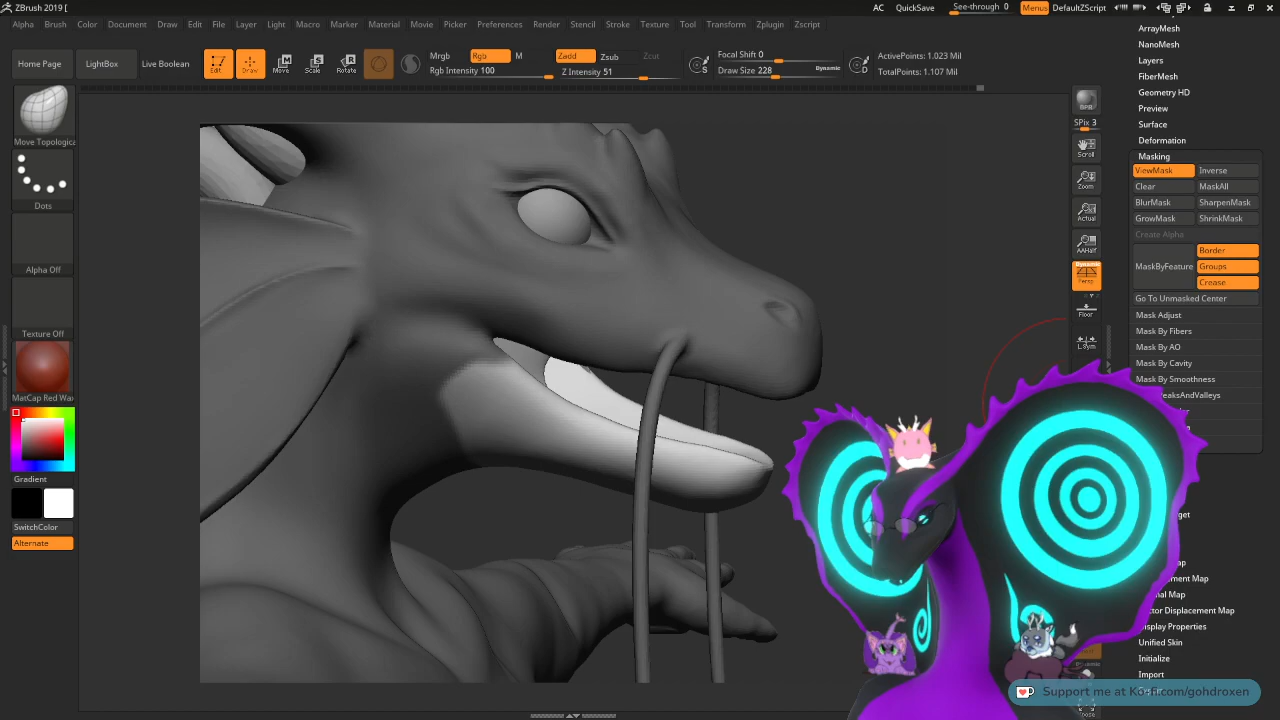 ZBrush 2019 [
AC QuickSave See-through 0 Menus DefaultZScript
Alpha Brush Color Document Draw Edit File Layer Light Macro Marker Material Movie Picker Preferences Render Stencil Stroke Texture Tool Transform Zplugin Zscript
Home Page LightBox Live Boolean Edit Draw Move Scale Rotate
Mrgb Rgb M Zadd Zsub Zcut
Rgb Intensity 100 Z Intensity 51
Focal Shift 0
Draw Size 228 Dynamic
ActivePoints: 1.023 Mil
TotalPoints: 1.107 Mil
S
D
Move Topologica
Dots
Alpha Off
Texture Off
MatCap Red Wax
Gradient
SwitchColor
Alternate
BPR
SPix 3
Scroll
Zoom
Actual
AAHalf
Dynamic
Persp
Floor
L.Sym
ArrayMesh
NanoMesh
Layers
FiberMesh
Geometry HD
Preview
Surface
Deformation
Masking
ViewMask Inverse
Clear MaskAll
BlurMask SharpenMask
GrowMask ShrinkMask
Create Alpha
MaskByFeature Border
Groups
Crease
Go To Unmasked Center
Mask Adjust
Mask By Fibers
Mask By AO
Mask By Cavity
Mask By Smoothness
eaksAndValleys
Display Properties
Unified Skin
Initialize
Import
Support me at Ko-fi.com/gohdroxen